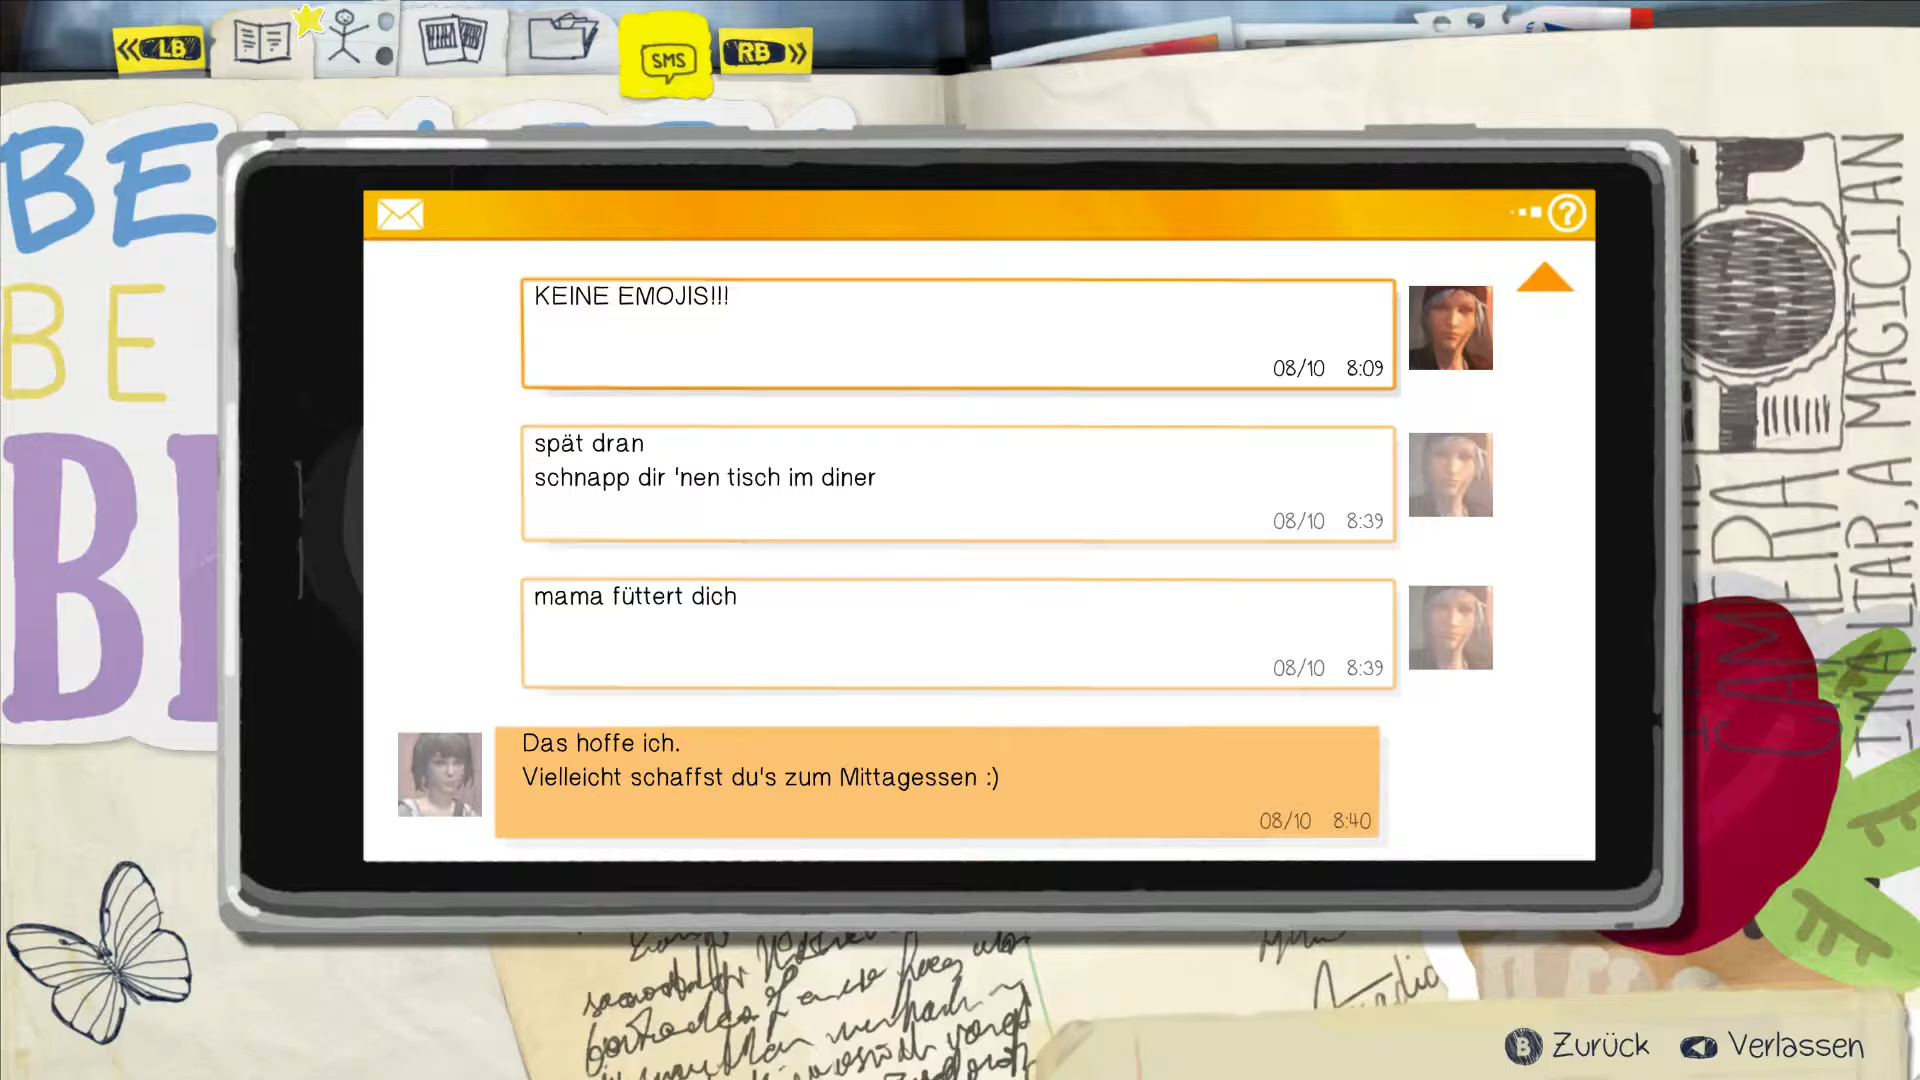 LB
SMS
RB
BE
BE
KEINE EMOJIS!!!
08/10 8:09
spät dran
schnapp dir 'nen tisch im diner
08/10 8:39
mama füttert dich
08/10 8:39
Das hoffe ich.
Vielleicht schaffst du's zum Mittagessen :)
08/10 8:40
CAMERA
I'M A LIAR, A MAGICIAN
B Zurück
Verlassen